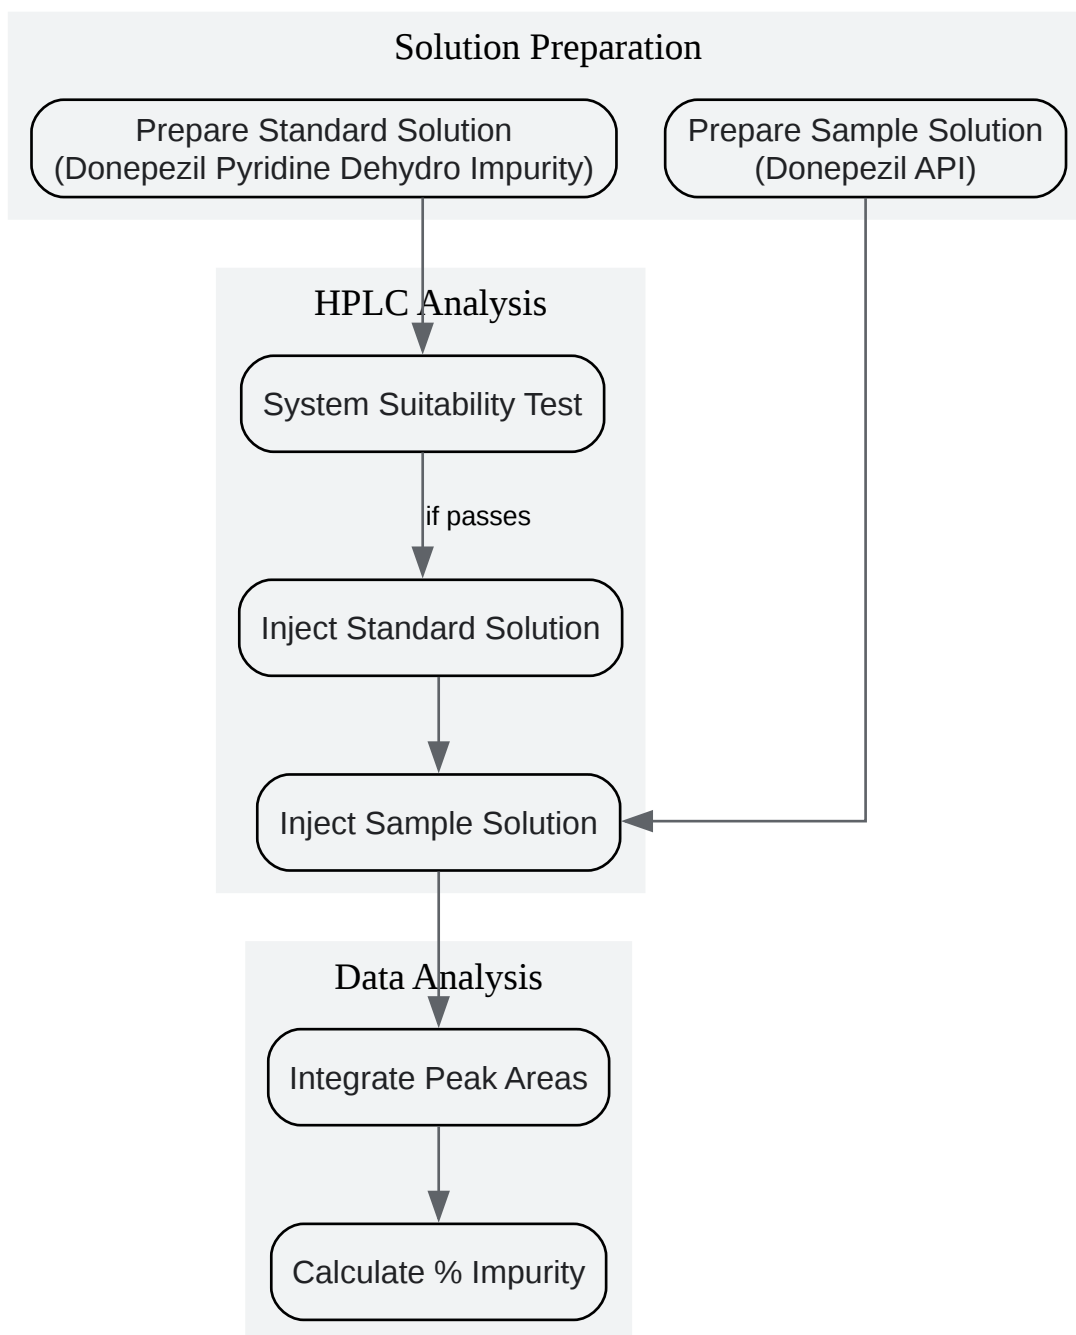 Solution Preparation
Prepare Standard Solution
(Donepezil Pyridine Dehydro Impurity)
Prepare Sample Solution
(Donepezil API)
HPLC Analysis
System Suitability Test
if passes
Inject Standard Solution
Inject Sample Solution
Data Analysis
Integrate Peak Areas
Calculate % Impurity